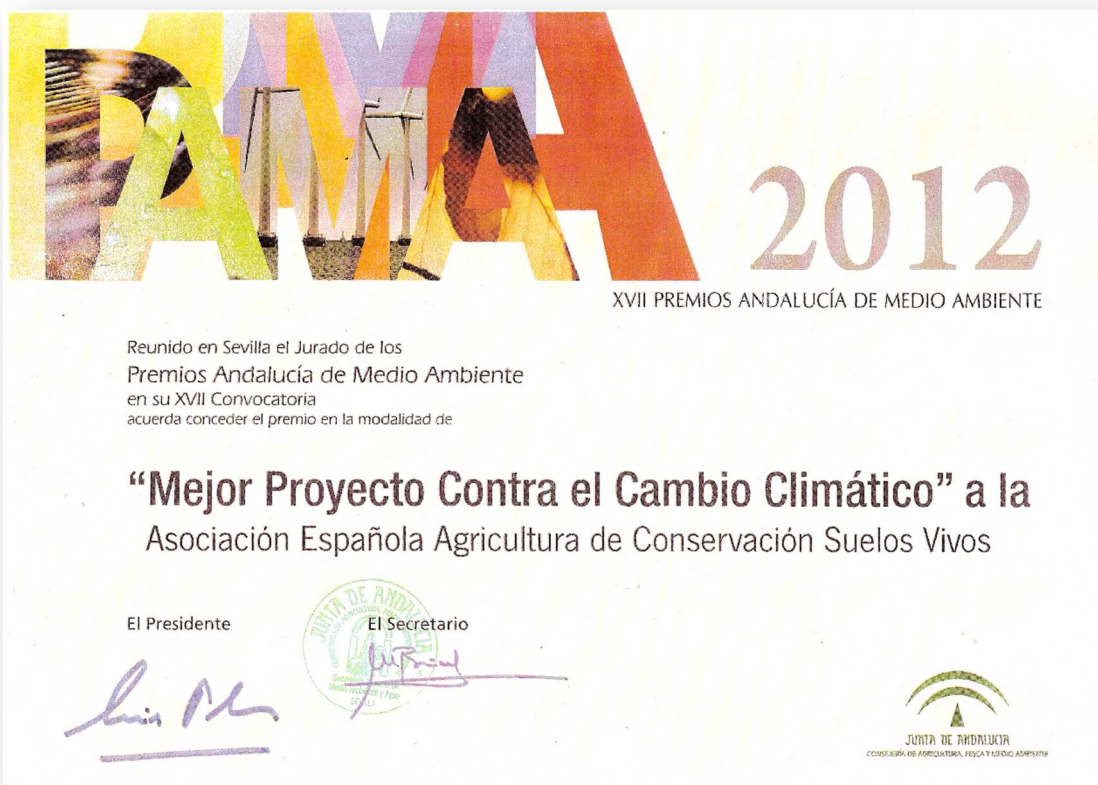 PAMA
2012
XVII PREMIOS ANDALUCÍA DE MEDIO AMBIENTE
Reunido en Sevilla el Jurado de los
Premios Andalucía de Medio Ambiente
en su XVII Convocatoria
acuerda conceder el premio en la modalidad de
“Mejor Proyecto Contra el Cambio Climático” a la
Asociación Española Agricultura de Conservación Suelos Vivos
El Presidente
El Secretario
JUNTA DE ANDALUCIA
JUNTA DE ANDALUCIA
CONSEJERÍA DE AGRICULTURA, PESCA Y MEDIO AMBIENTE